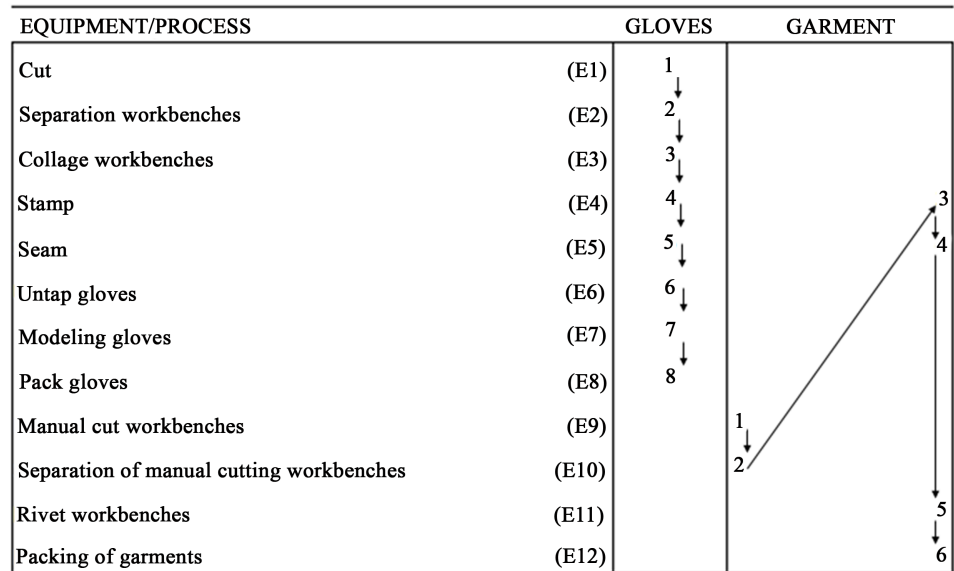 EQUIPMENT/PROCESS GLOVES GARMENT
Cut (E1) 1
Separation workbenches (E2) 2
Collage workbenches (E3) 3
Stamp (E4) 4 3
Seam (E5) 5 4
Untap gloves (E6) 6
Modeling gloves (E7) 7
Pack gloves (E8) 8
Manual cut workbenches (E9) 1
Separation of manual cutting workbenches (E10) 2
Rivet workbenches (E11) 5
Packing of garments (E12) 6